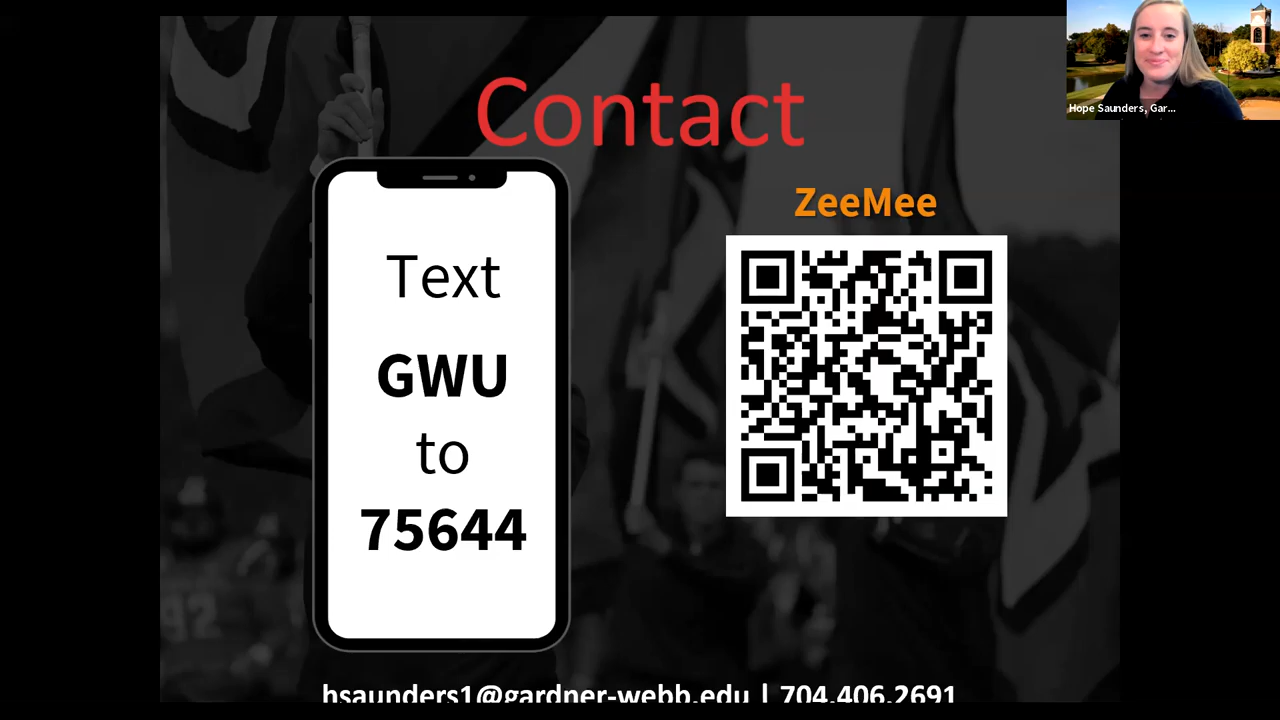 Contact
Hope Saunders, Gar...
ZeeMee
Text
GWU
to
75644
hsaunders1@gardner-webb.edu | 704.406.2691